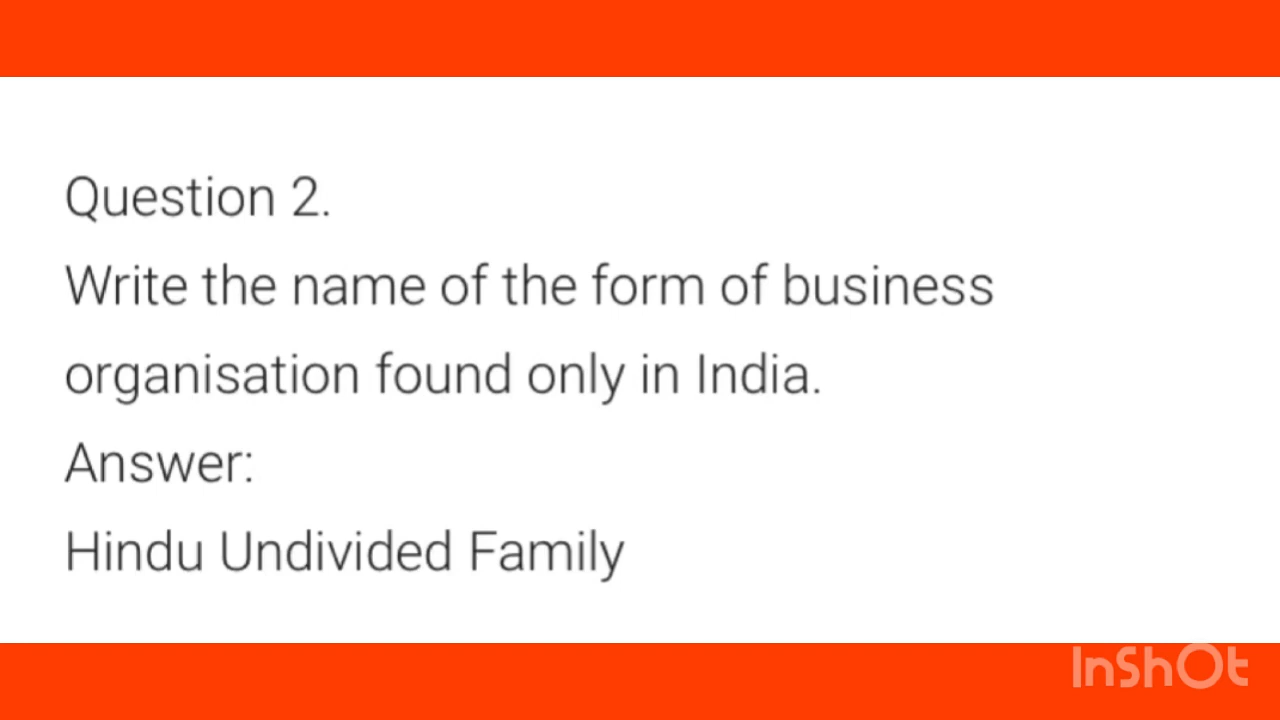 Question 2.
Write the name of the form of business
organisation found only in India.
Answer:
Hindu Undivided Family
InShOt